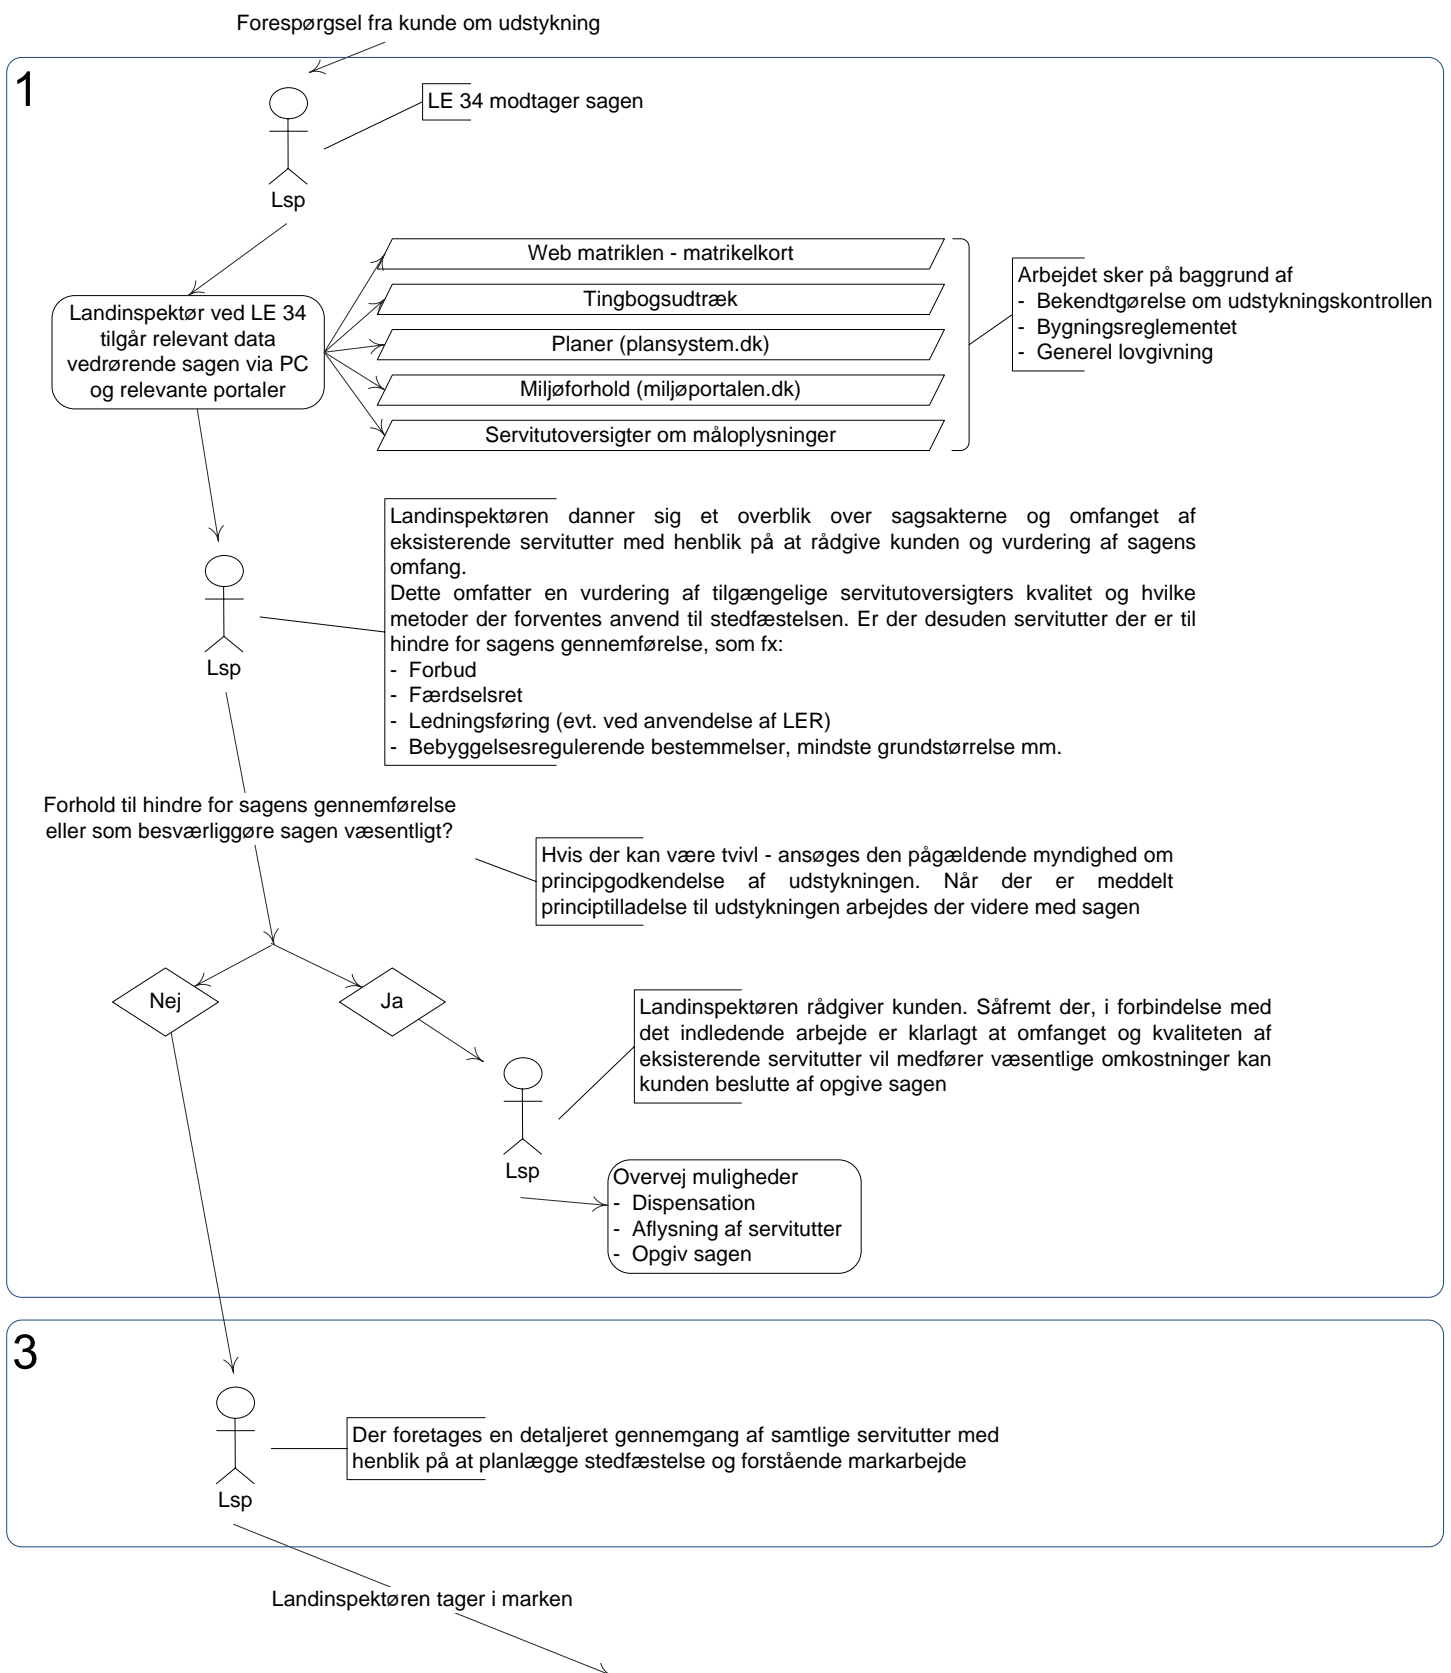 Forespørgsel fra kunde om udstykning
1
LE 34 modtager sagen
Lsp
Landinspektør ved LE 34
tilgår relevant data
vedrørende sagen via PC
og relevante portaler
Web matriklen - matrikelkort
Tingbogsudtræk
Planer (plansystem.dk)
Miljøforhold (miljøportalen.dk)
Servitutoversigter om måloplysninger
Arbejdet sker på baggrund af
- Bekendtgørelse om udstykningskontrollen
- Bygningsreglementet
- Generel lovgivning
Landinspektøren danner sig et overblik over sagsakterne og omfanget af
eksisterende servitutter med henblik på at rådgive kunden og vurdering af sagens
omfang.
Dette omfatter en vurdering af tilgængelige servitutoversigters kvalitet og hvilke
metoder der forventes anvend til stedfæstelsen. Er der desuden servitutter der er til
hindre for sagens gennemførelse, som fx:
- Forbud
- Færdselsret
- Ledningsføring (evt. ved anvendelse af LER)
- Bebyggelsesregulerende bestemmelser, mindste grundstørrelse mm.
Lsp
Forhold til hindre for sagens gennemførelse
eller som besværliggøre sagen væsentligt?
Hvis der kan være tvivl - ansøges den pågældende myndighed om
principgodkendelse af udstykningen. Når der er meddelt
principtilladelse til udstykningen arbejdes der videre med sagen
Nej
Ja
Landinspektøren rådgiver kunden. Såfremt der, i forbindelse med
det indledende arbejde er klarlagt at omfanget og kvaliteten af
eksisterende servitutter vil medfører væsentlige omkostninger kan
kunden beslutte af opgive sagen
Lsp
Overvej muligheder
- Dispensation
- Aflysning af servitutter
- Opgiv sagen
3
Der foretages en detaljeret gennemgang af samtlige servitutter med
henblik på at planlægge stedfæstelse og forstående markarbejde
Lsp
Landinspektøren tager i marken